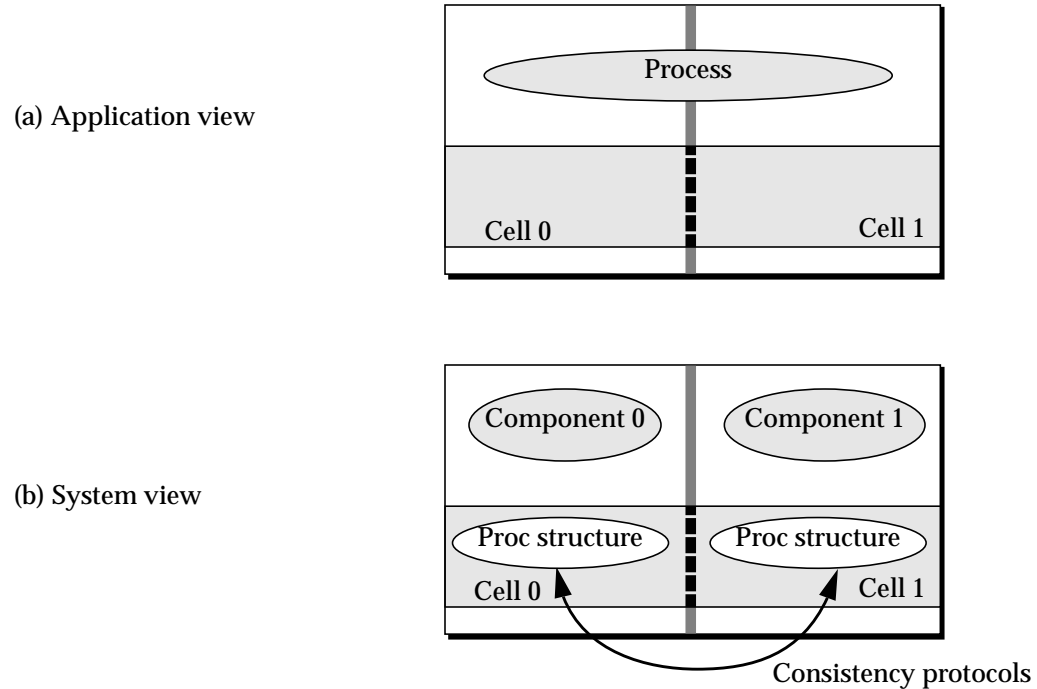 Process
(a) Application view
Cell 0
Cell 1
Component 0
Component 1
(b) System view
Proc structure
Proc structure
Cell 0
Cell 1
Consistency protocols